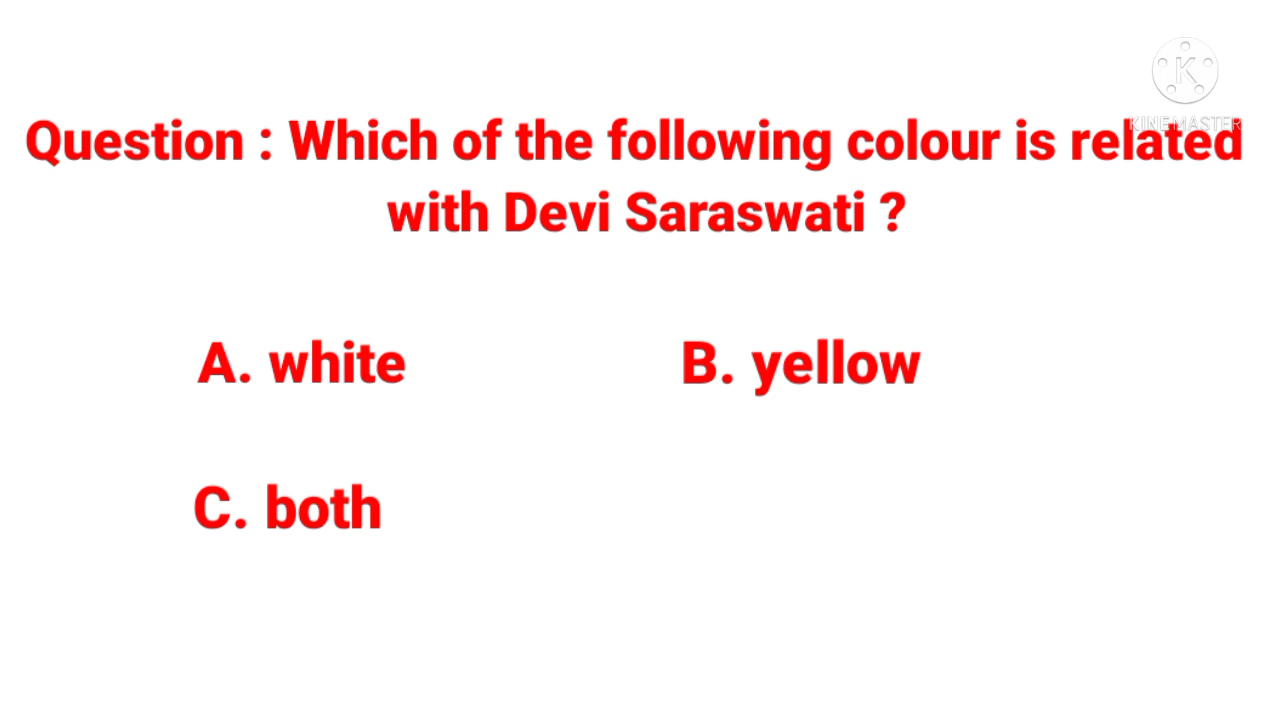 KINEMASTER
Question : Which of the following colour is related
with Devi Saraswati ?
A. white
B. yellow
C. both